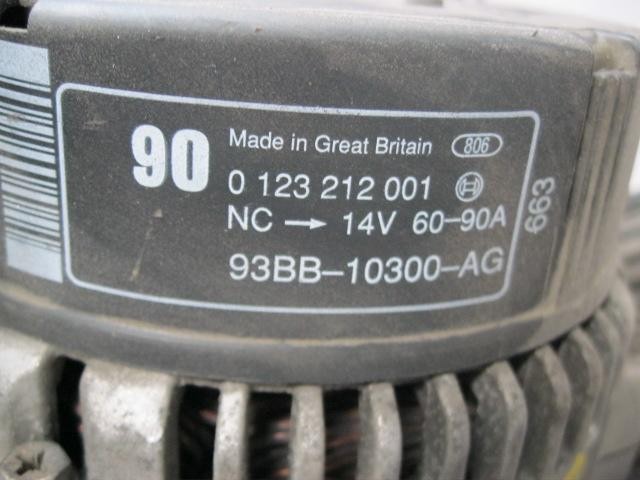 90
Made in Great Britain 806
0 123 212 001
NC → 14V 60-90A
93BB-10300-AG
663